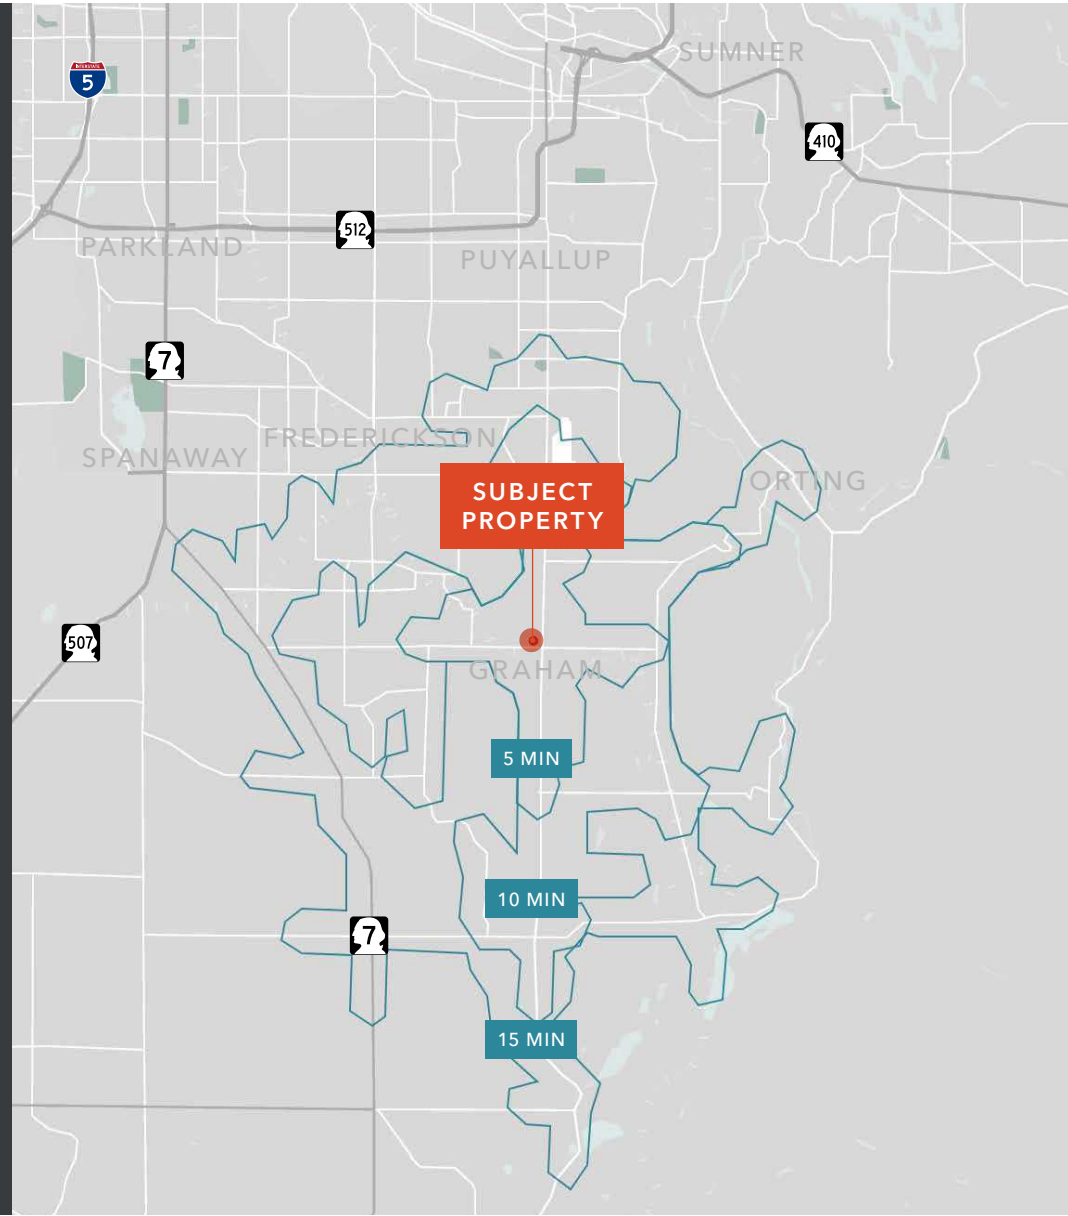 SUMNER
INTERSTATE
5
410
512
PARKLAND
PUYALLUP
7
FREDERICKSON
SPANAWAY
ORTING
SUBJECT
PROPERTY
507
GRAHAM
5 MIN
10 MIN
7
15 MIN